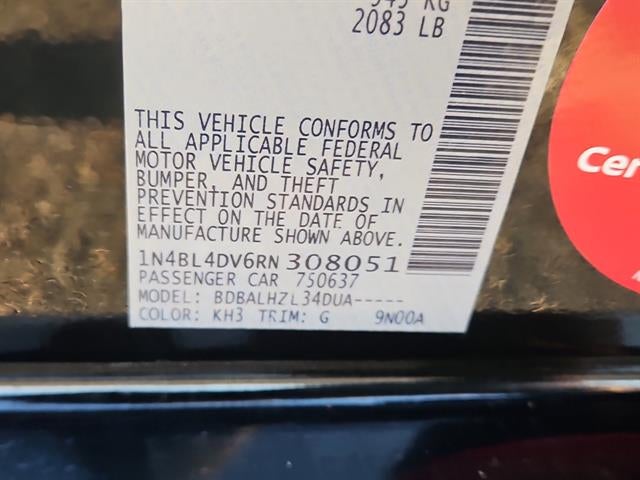 KG
2083 LB
THIS VEHICLE CONFORMS TO
ALL APPLICABLE FEDERAL
MOTOR VEHICLE SAFETY,
BUMPER, AND THEFT
PREVENTION STANDARDS IN
EFFECT ON THE DATE OF
MANUFACTURE SHOWN ABOVE.
1N4BL4DV6RN 308051
PASSENGER CAR 750637
MODEL: BDBALHZL34DUA-----
COLOR: KH3 TRIM: G 9N00A
Cer